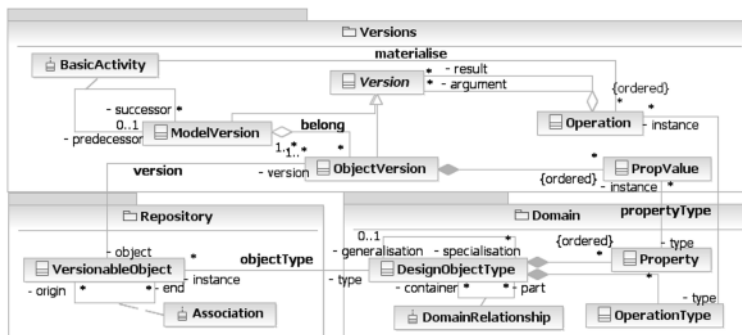 Versions
materialise
BasicActivity
Version
- result
- argument
{ordered}
*
*
*
*
- successor *
0..1
- predecessor
ModelVersion
belong
Operation
- instance
*
1..*
*
1..*
version
- version
ObjectVersion
*
{ordered}
PropValue
- instance *
propertyType
Repository
Domain
- object
VersionableObject
*
- instance
objectType
0..1
*
- generalisation
- specialisation
- type
DesignObjectType
{ordered}
*
- type
Property
- origin
*
*
- end
Association
- container
*
*
- part
DomainRelationship
*
- type
OperationType